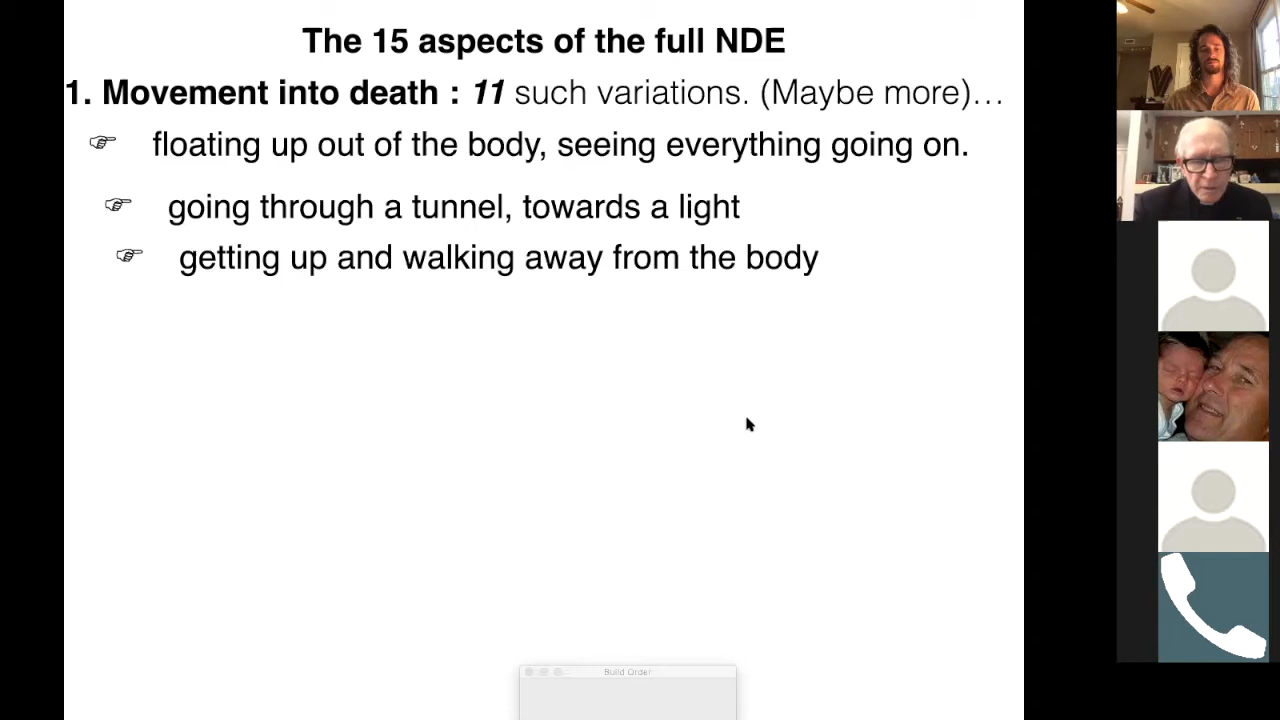 The 15 aspects of the full NDE
1. Movement into death : 11 such variations. (Maybe more)…
☞ floating up out of the body, seeing everything going on.
☞ going through a tunnel, towards a light
☞ getting up and walking away from the body
Build Order